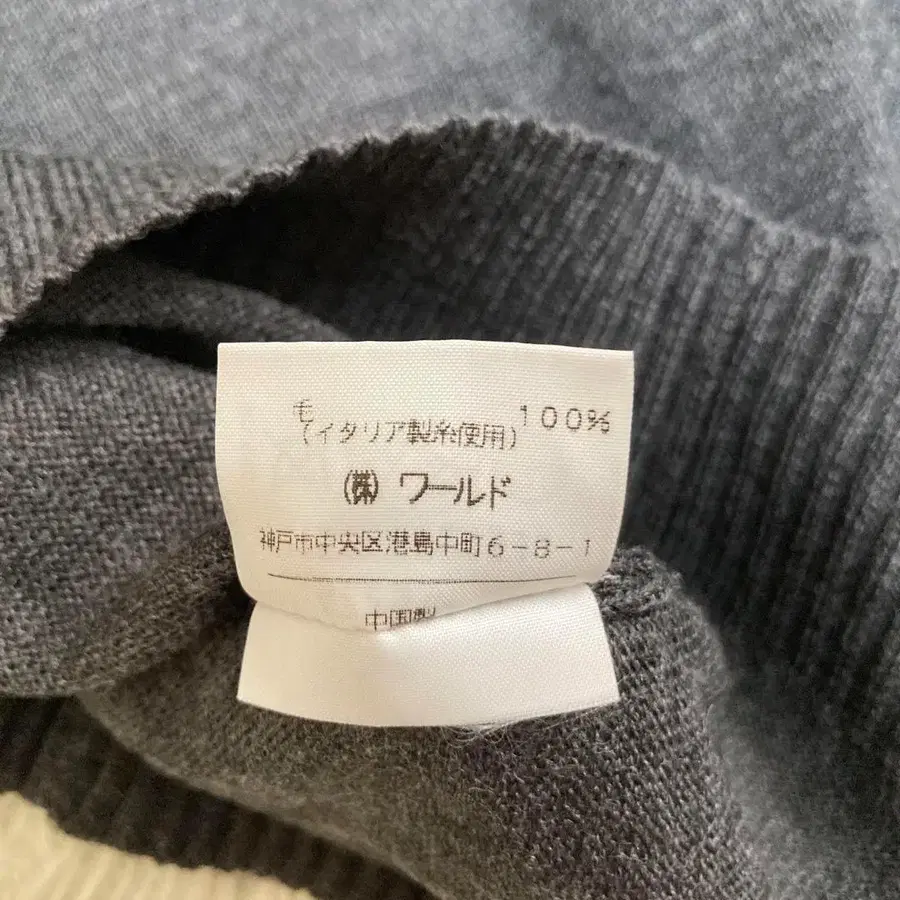 毛 100%
(イタリア製糸使用)
(株) ワールド
神戸市中央区港島中町6-8-1
中国製